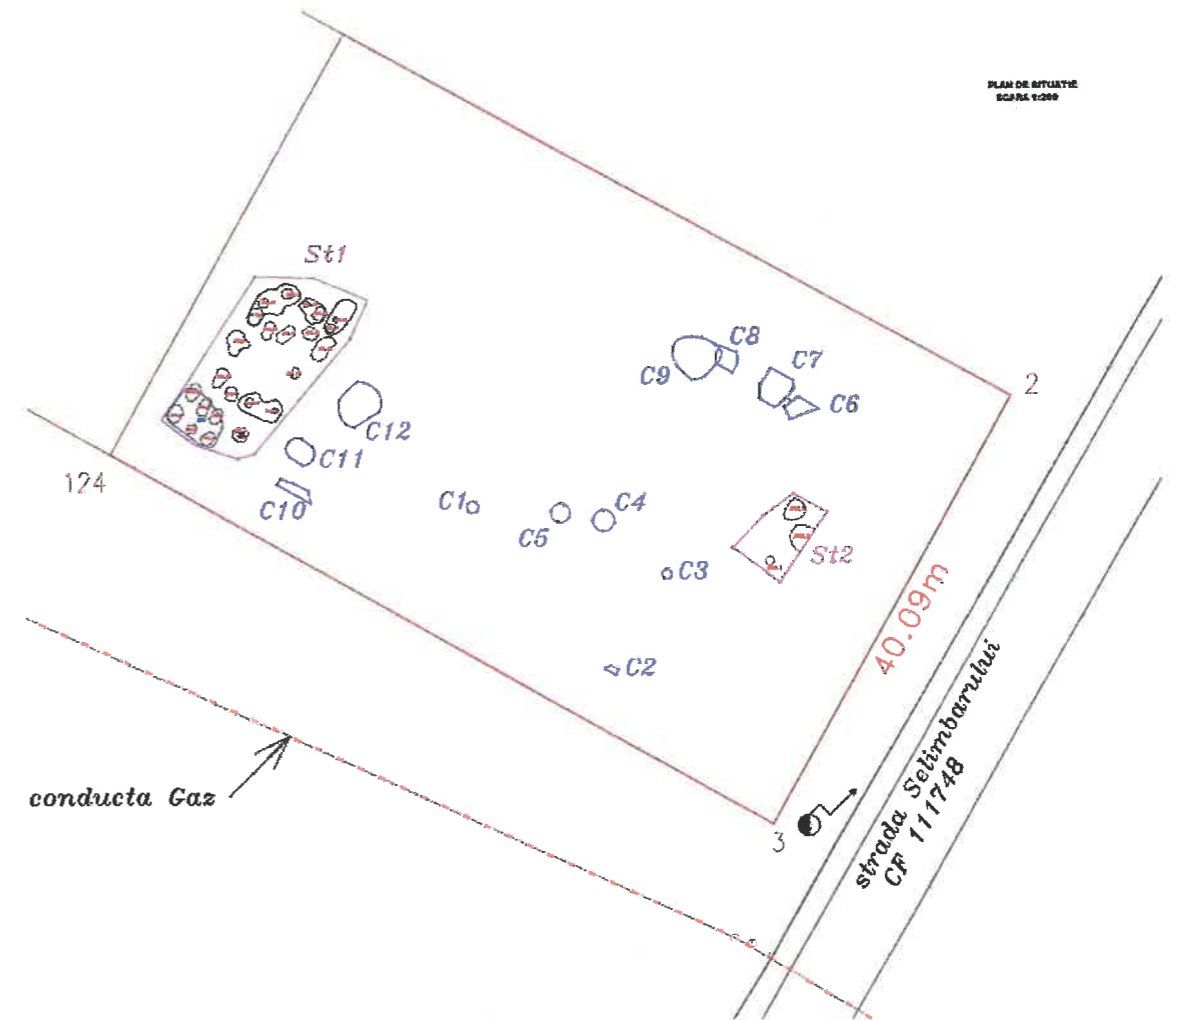 PLAN DE SITUATIE
SCARA 1:200
St1
C8
C7
C9
2
C6
C12
C11
124
C10
C1
C4
C5
St2
C3
40.09m
C2
conducta Gaz
3
strada Selimbarului
CF 111748